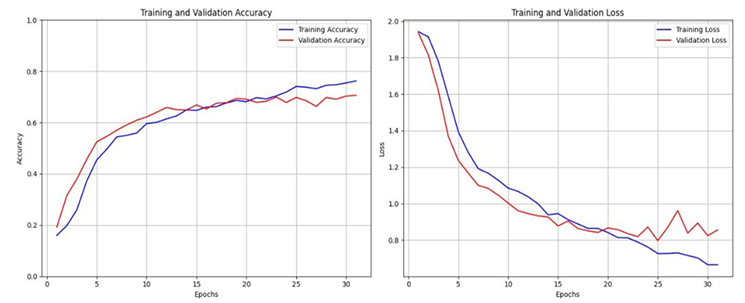 Training and Validation Accuracy
1.0
0.8
0.6
0.4
0.2
0.0
Accuracy
Training Accuracy
Validation Accuracy
0
5
10
15
20
25
30
Epochs
Training and Validation Loss
2.0
1.8
1.6
1.4
1.2
1.0
0.8
Loss
Training Loss
Validation Loss
0
5
10
15
20
25
30
Epochs